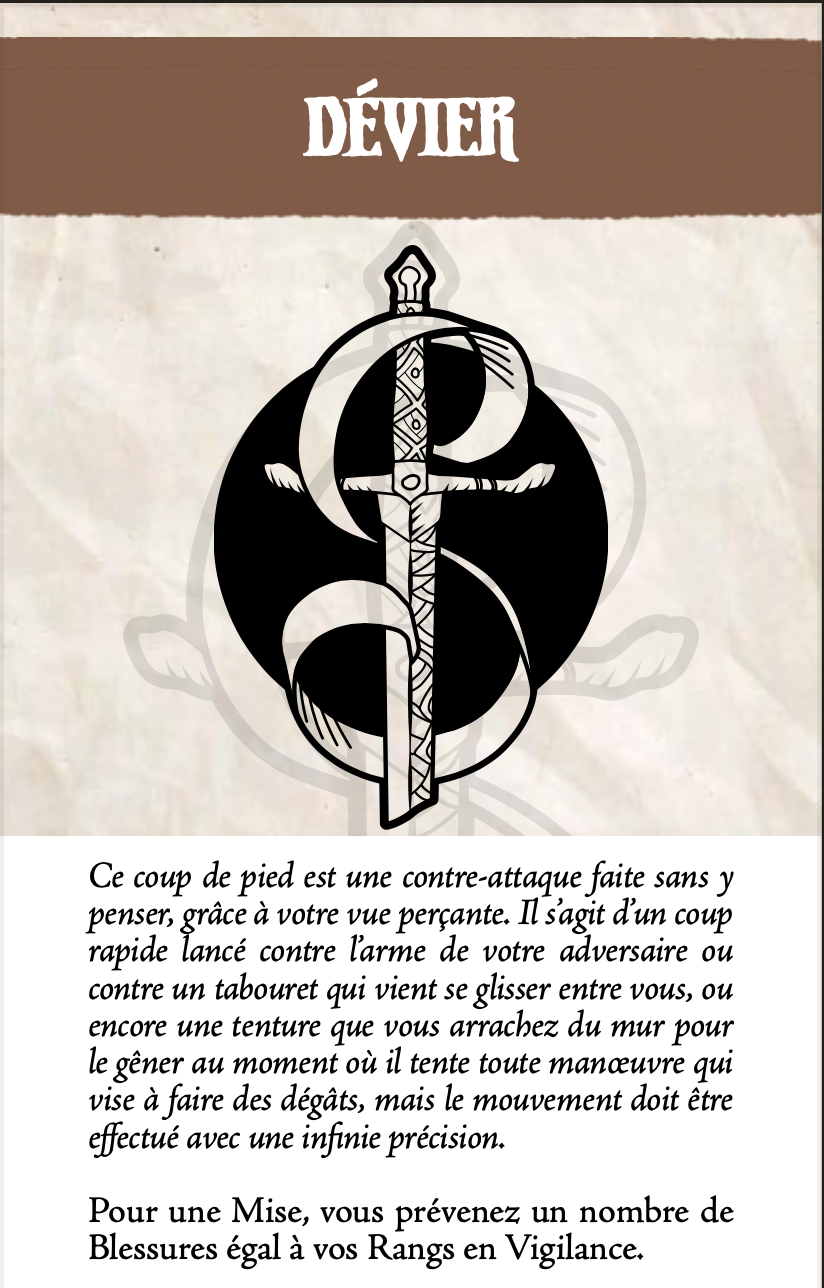 DÉVIER
Ce coup de pied est une contre-attaque faite sans y
penser, grâce à votre vue perçante. Il s’agit d’un coup
rapide lancé contre l’arme de votre adversaire ou
contre un tabouret qui vient se glisser entre vous, ou
encore une tenture que vous arrachez du mur pour
le gêner au moment où il tente toute manœuvre qui
vise à faire des dégâts, mais le mouvement doit être
effectué avec une infinie précision.
Pour une Mise, vous prévenez un nombre de
Blessures égal à vos Rangs en Vigilance.